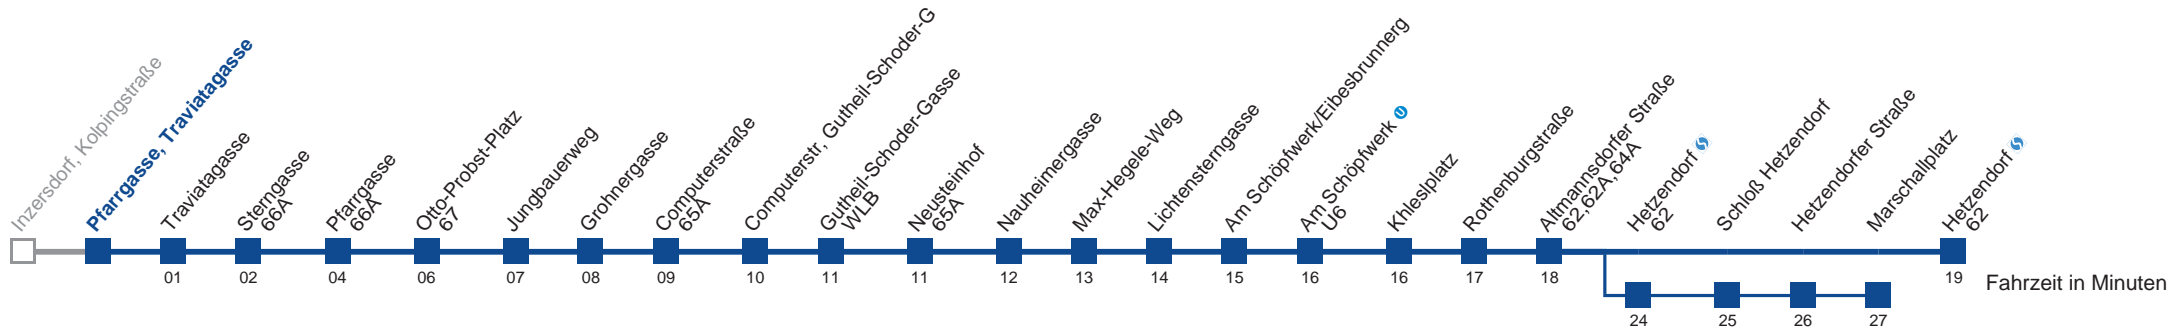 Inzersdorf, Kolpingstraße
Pfarrgasse, Traviatagasse
Traviatagasse
Sterngasse
66A
Pfarrgasse
66A
Otto-Probst-Platz
67
Jungbauerweg
Grohnergasse
Computerstraße
65A
Computerstr, Gutheil-Schoder-G
Gutheil-Schoder-Gasse
WLB
Neusteinhof
65A
Nauheimergasse
Max-Hegele-Weg
Lichtensterngasse
Am Schöpfwerk/Eibesbrunnerg
Am Schöpfwerk U
U6
Khleslplatz
Rothenburgstraße
Altmannsdorfer Straße
62,62A,64A
Hetzendorf S
62
Schloß Hetzendorf
Hetzendorfer Straße
Marschallplatz
Hetzendorf S
62
01 02 04 06 07 08 09 10 11 11 12 13 14 15 16 16 17 18 19
Fahrzeit in Minuten
24 25 26 27